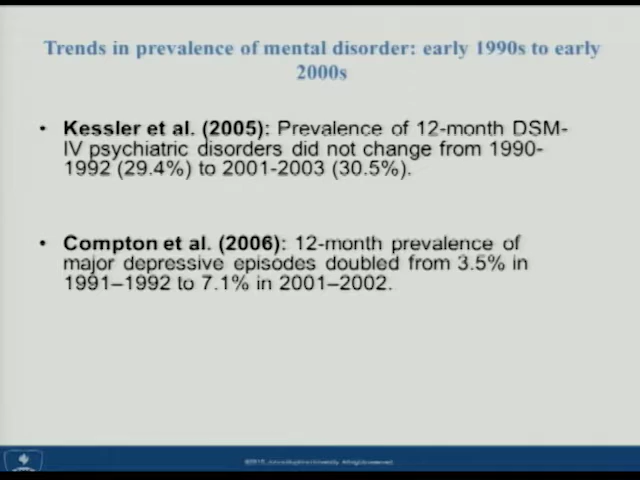 Trends in prevalence of mental disorder: early 1990s to early
2000s
• Kessler et al. (2005): Prevalence of 12-month DSM-
IV psychiatric disorders did not change from 1990-
1992 (29.4%) to 2001-2003 (30.5%).
• Compton et al. (2006): 12-month prevalence of
major depressive episodes doubled from 3.5% in
1991–1992 to 7.1% in 2001–2002.